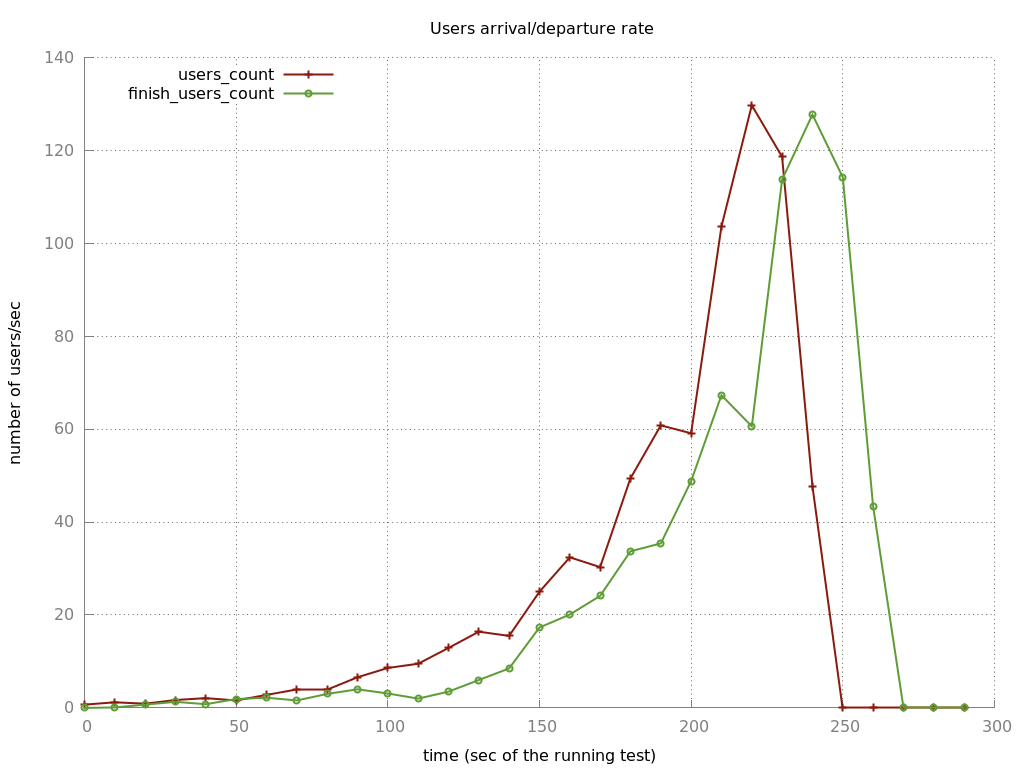 Users arrival/departure rate
140
users_count
finish_users_count
120
100
80
60
40
20
0
number of users/sec
0 50 100 150 200 250 300
time (sec of the running test)